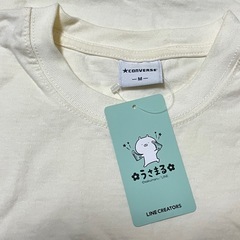 ★CONVERSE
— M —
✿うさまる✿
LINE CREATORS